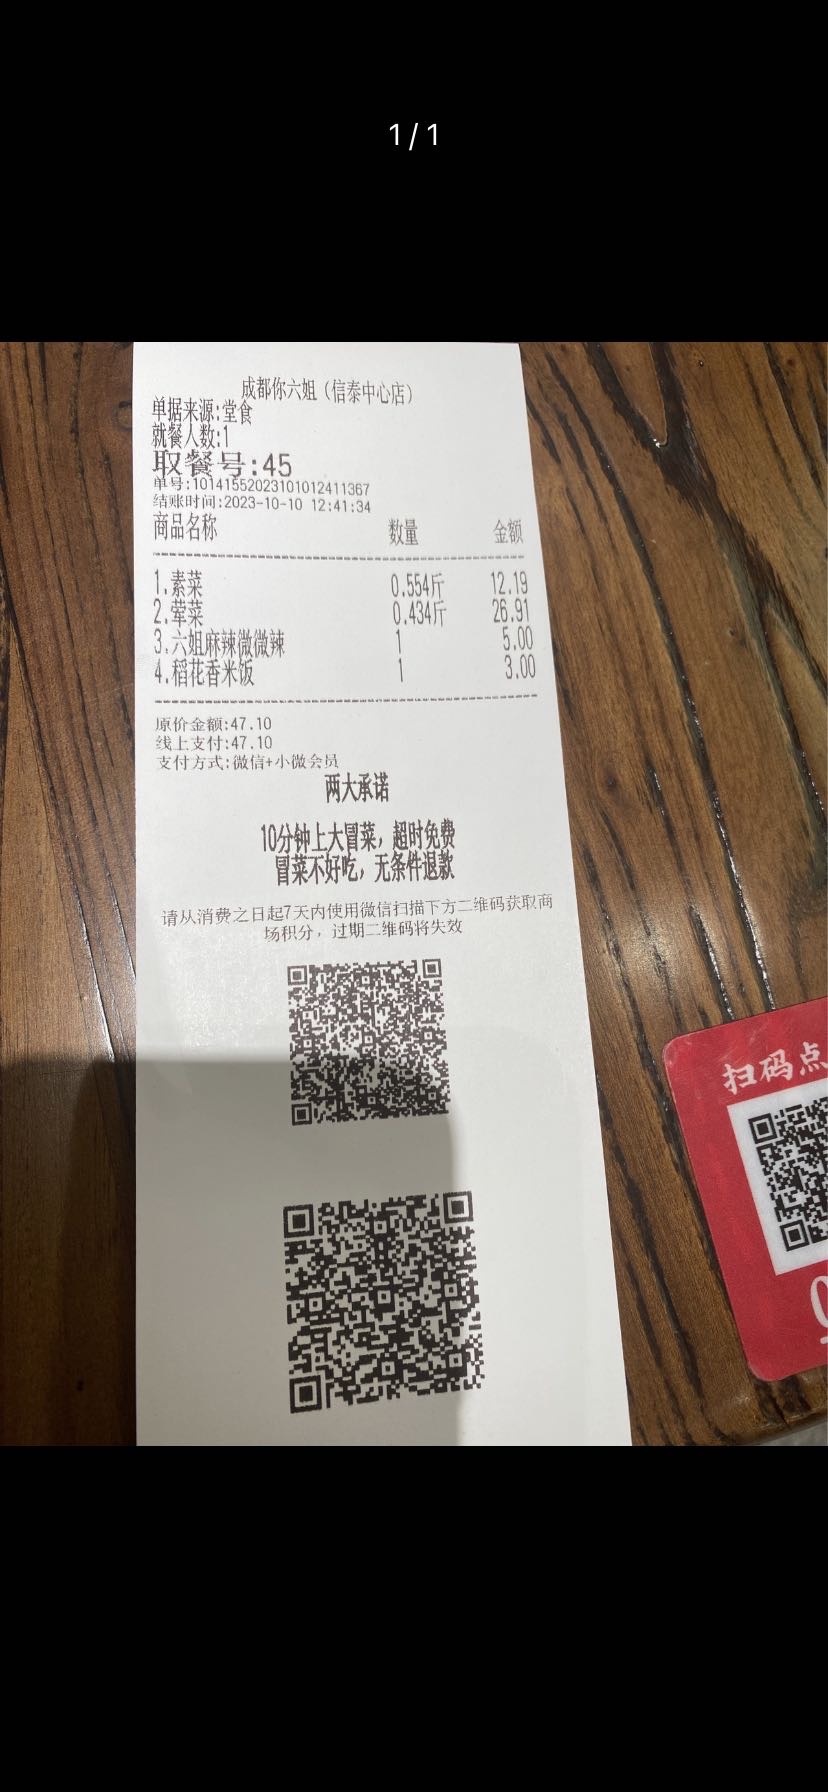 1/1
成都你六姐（信泰中心店）
单据来源:堂食
就餐人数:1
取餐号:45
单号:10141552023101012411367
结账时间:2023-10-10 12:41:34
商品名称 数量 金额
1.素菜 0.554斤 12.19
2.荤菜 0.434斤 26.91
3.六姐麻辣微微辣 1 5.00
4.稻花香米饭 1 3.00
原价金额:47.10
线上支付:47.10
支付方式:微信+小微会员
两大承诺
10分钟上大冒菜，超时免费
冒菜不好吃，无条件退款
请从消费之日起7天内使用微信扫描下方二维码获取商
场积分，过期二维码将失效
扫码点